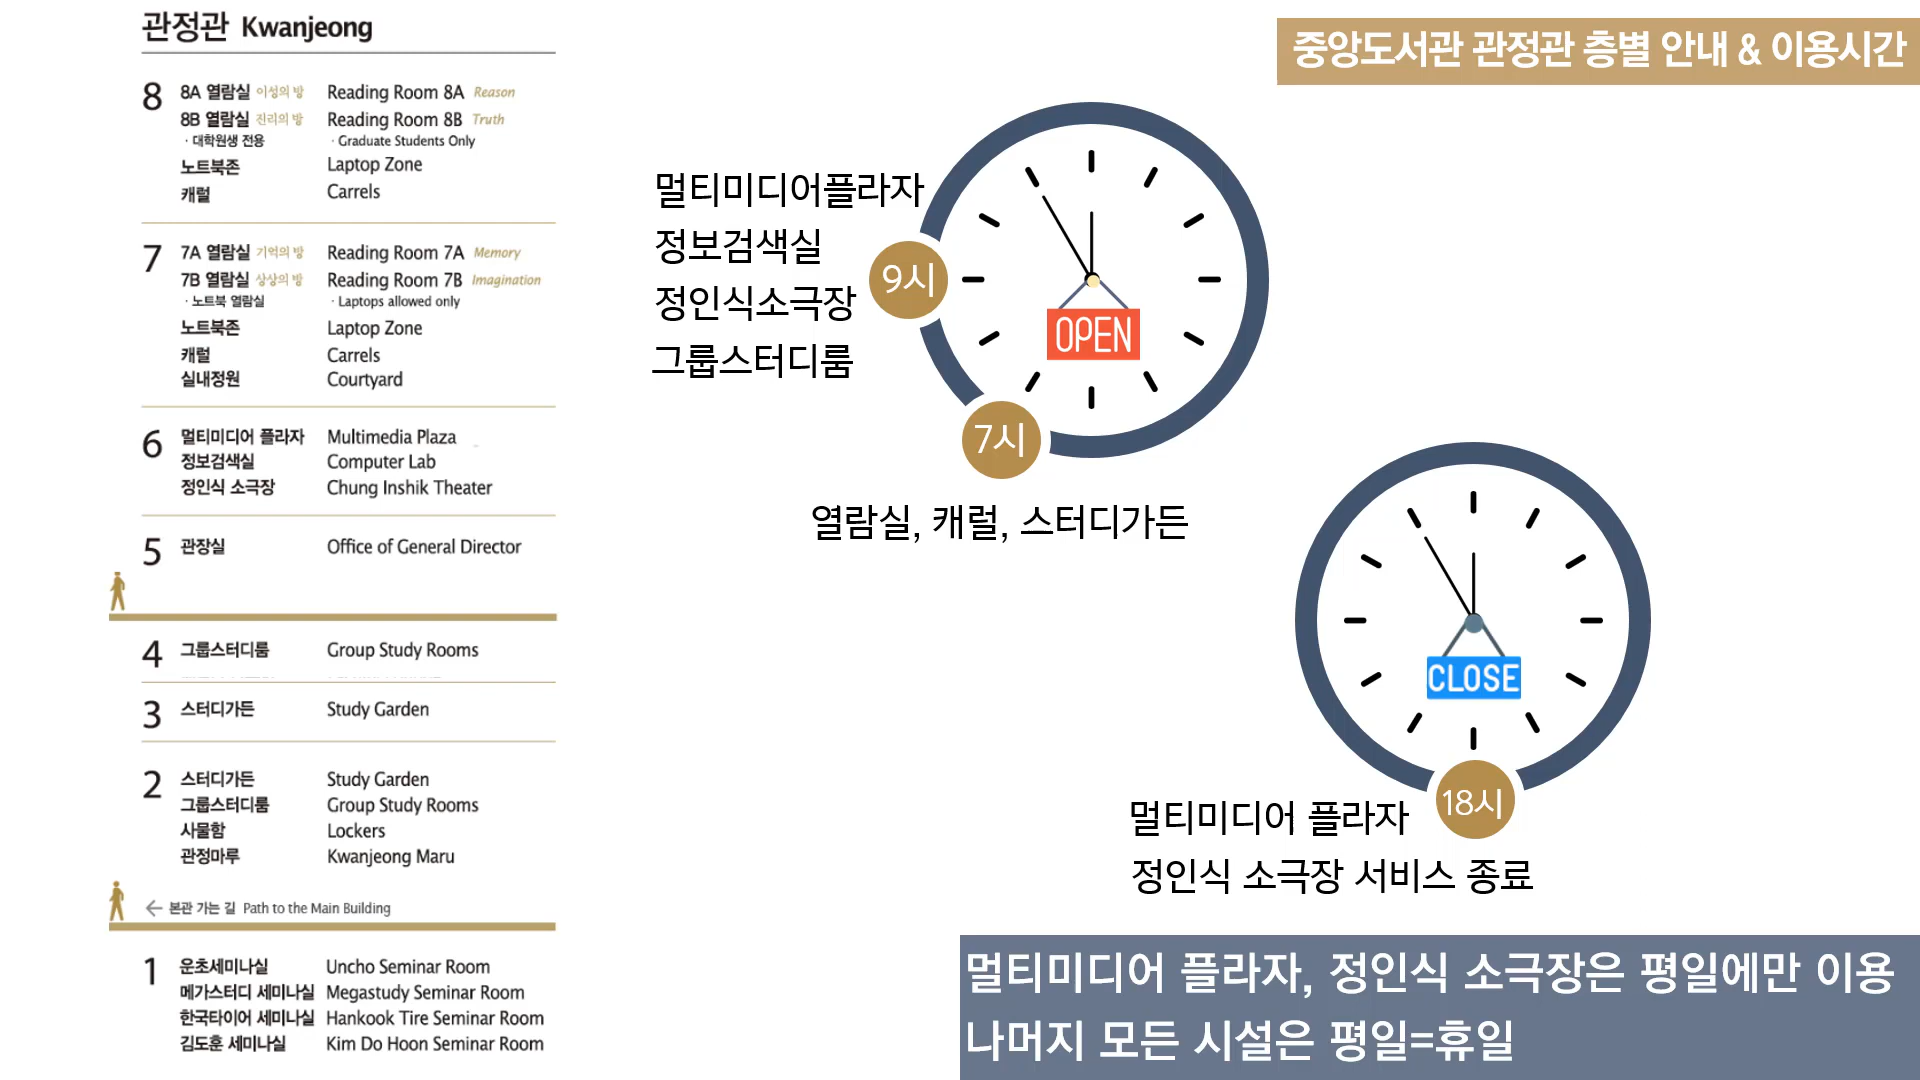 관정관 Kwanjeong
8 8A 열람실 이성의 방 Reading Room 8A Reason
8B 열람실 진리의 방 Reading Room 8B Truth
· 대학원생 전용 · Graduate Students Only
노트북존 Laptop Zone
캐럴 Carrels
7 7A 열람실 기억의 방 Reading Room 7A Memory
7B 열람실 상상의 방 Reading Room 7B Imagination
· 노트북 열람실 · Laptops allowed only
노트북존 Laptop Zone
캐럴 Carrels
실내정원 Courtyard
6 멀티미디어 플라자 Multimedia Plaza
정보검색실 Computer Lab
정인식 소극장 Chung Inshik Theater
5 관장실 Office of General Director
4 그룹스터디룸 Group Study Rooms
3 스터디가든 Study Garden
2 스터디가든 Study Garden
그룹스터디룸 Group Study Rooms
사물함 Lockers
관정마루 Kwanjeong Maru
← 본관 가는 길 Path to the Main Building
1 운초세미나실 Uncho Seminar Room
메가스터디 세미나실 Megastudy Seminar Room
한국타이어 세미나실 Hankook Tire Seminar Room
김도훈 세미나실 Kim Do Hoon Seminar Room
중앙도서관 관정관 층별 안내 & 이용시간
멀티미디어플라자
정보검색실
정인식소극장
그룹스터디룸
9시
OPEN
7시
열람실, 캐럴, 스터디가든
CLOSE
18시
멀티미디어 플라자
정인식 소극장 서비스 종료
멀티미디어 플라자, 정인식 소극장은 평일에만 이용
나머지 모든 시설은 평일=휴일